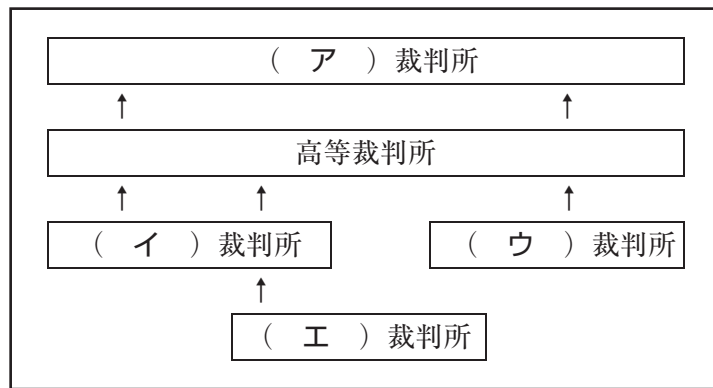 ( ア ) 裁判所
↑ ↑
高等裁判所
↑ ↑ ↑
( イ ) 裁判所 ( ウ ) 裁判所
↑
( エ ) 裁判所